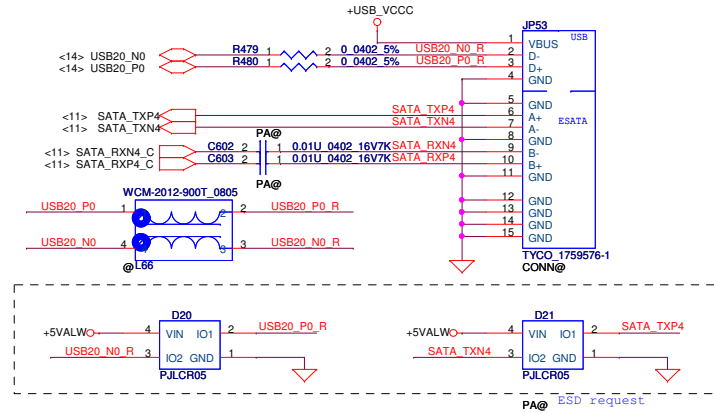 +USB_VCCC
JP53
USB
R479 1 2 0_0402_5% USB20_N0_R 1 VBUS
<14> USB20_N0 2 D-
<14> USB20_P0 R480 1 2 0_0402_5% USB20_P0_R 3 D+
4 GND
5 GND
<11> SATA_TXP4 SATA_TXP4 6 A+ ESATA
<11> SATA_TXN4 SATA_TXN4 7 A-
PA@ 8 GND
<11> SATA_RXN4_C C602 2 1 0.01U_0402_16V7K SATA_RXN4 9 B-
<11> SATA_RXP4_C C603 2 1 0.01U_0402_16V7K SATA_RXP4 10 B+
PA@ 11 GND
WCM-2012-900T_0805
12 GND
USB20_P0 1 2 2 USB20_P0_R 13 GND
14 GND
USB20_N0 4 3 3 USB20_N0_R 15 GND
@ L66
TYCO_1759576-1
CONN@
D20
+5VALW 4 VIN IO1 2 USB20_P0_R
USB20_N0_R 3 IO2 GND 1
PJLCR05
D21
+5VALW 4 VIN IO1 2 SATA_TXP4
SATA_TXN4 3 IO2 GND 1
PJLCR05
PA@ ESD request